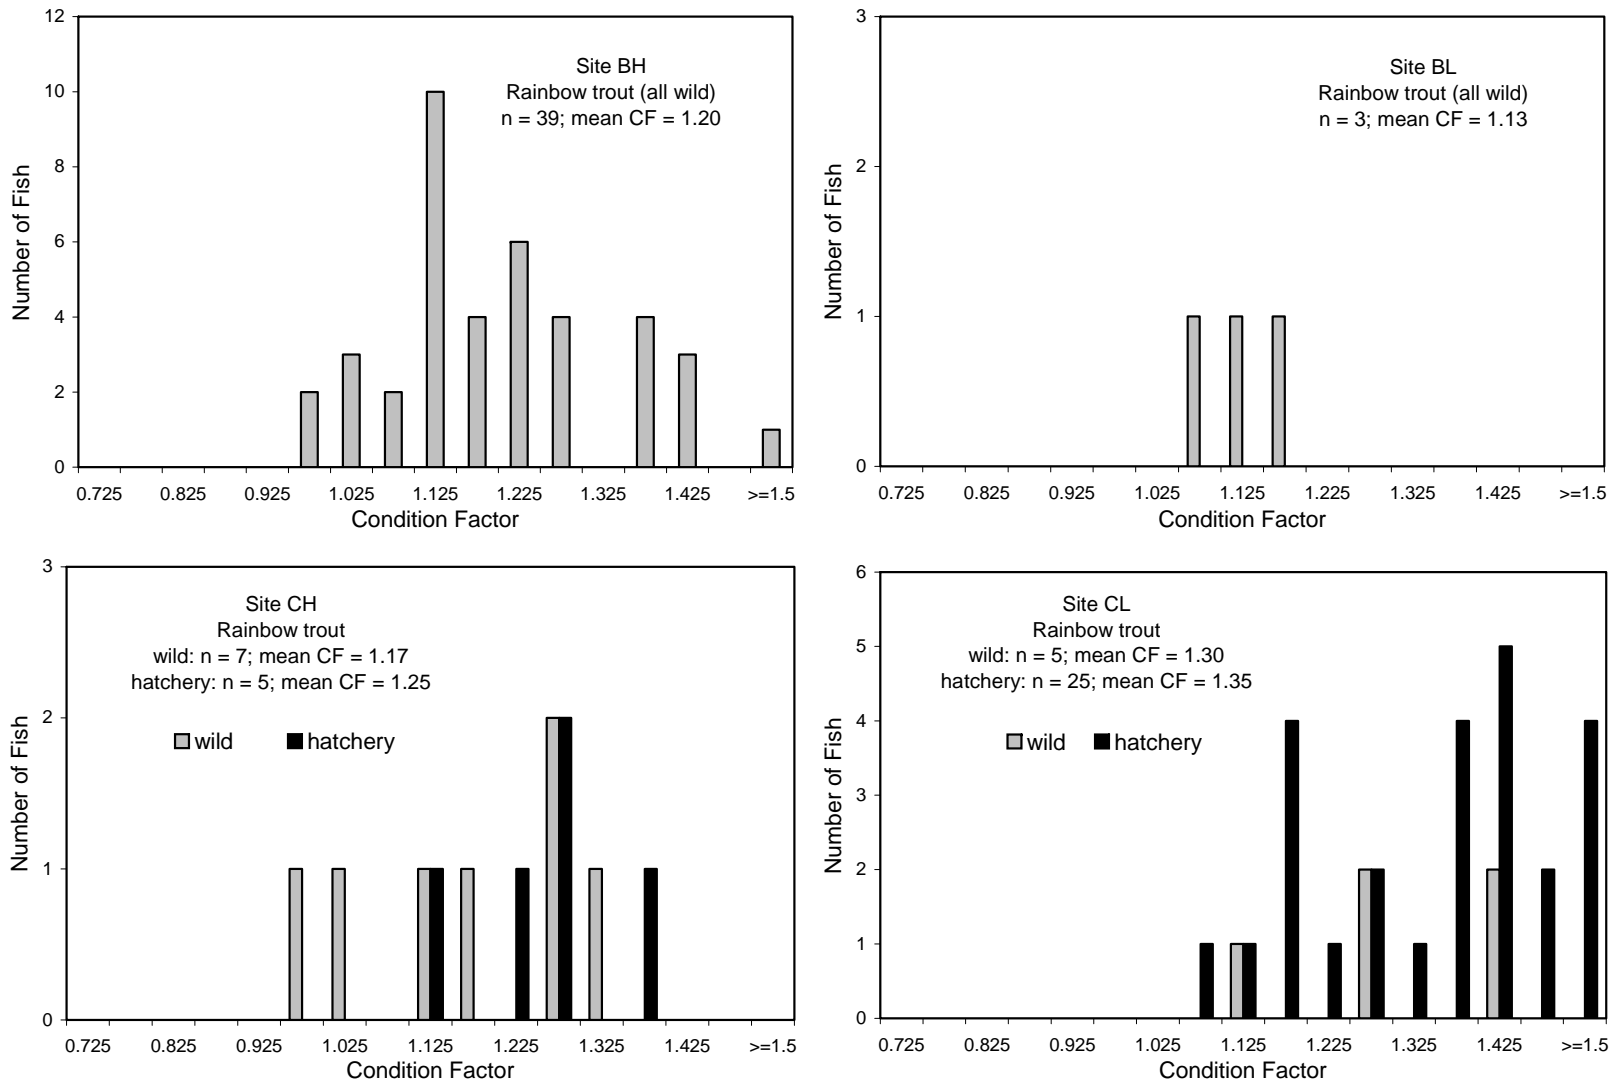 12
10
8
6
4
2
0
Number of Fish
Site BH
Rainbow trout (all wild)
n = 39; mean CF = 1.20
0.725 0.825 0.925 1.025 1.125 1.225 1.325 1.425 >=1.5
Condition Factor
3
2
1
0
Number of Fish
Site BL
Rainbow trout (all wild)
n = 3; mean CF = 1.13
0.725 0.825 0.925 1.025 1.125 1.225 1.325 1.425 >=1.5
Condition Factor
3
2
1
0
Number of Fish
Site CH
Rainbow trout
wild: n = 7; mean CF = 1.17
hatchery: n = 5; mean CF = 1.25
wild hatchery
0.725 0.825 0.925 1.025 1.125 1.225 1.325 1.425 >=1.5
Condition Factor
6
5
4
3
2
1
0
Number of Fish
Site CL
Rainbow trout
wild: n = 5; mean CF = 1.30
hatchery: n = 25; mean CF = 1.35
wild hatchery
0.725 0.825 0.925 1.025 1.125 1.225 1.325 1.425 >=1.5
Condition Factor